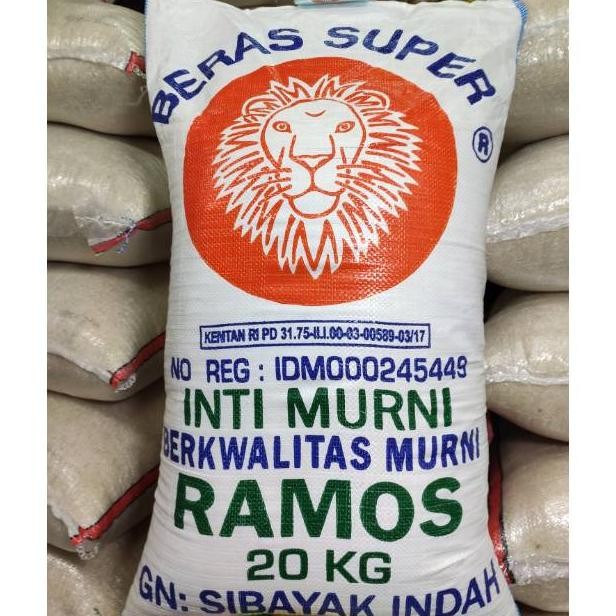 BERAS SUPER
®
KEMTAN RI PD 31.75-II.I.00-03-00589-03/17
NO REG : IDM000245449
INTI MURNI
BERKWALITAS MURNI
RAMOS
20 KG
GN: SIBAYAK INDAH